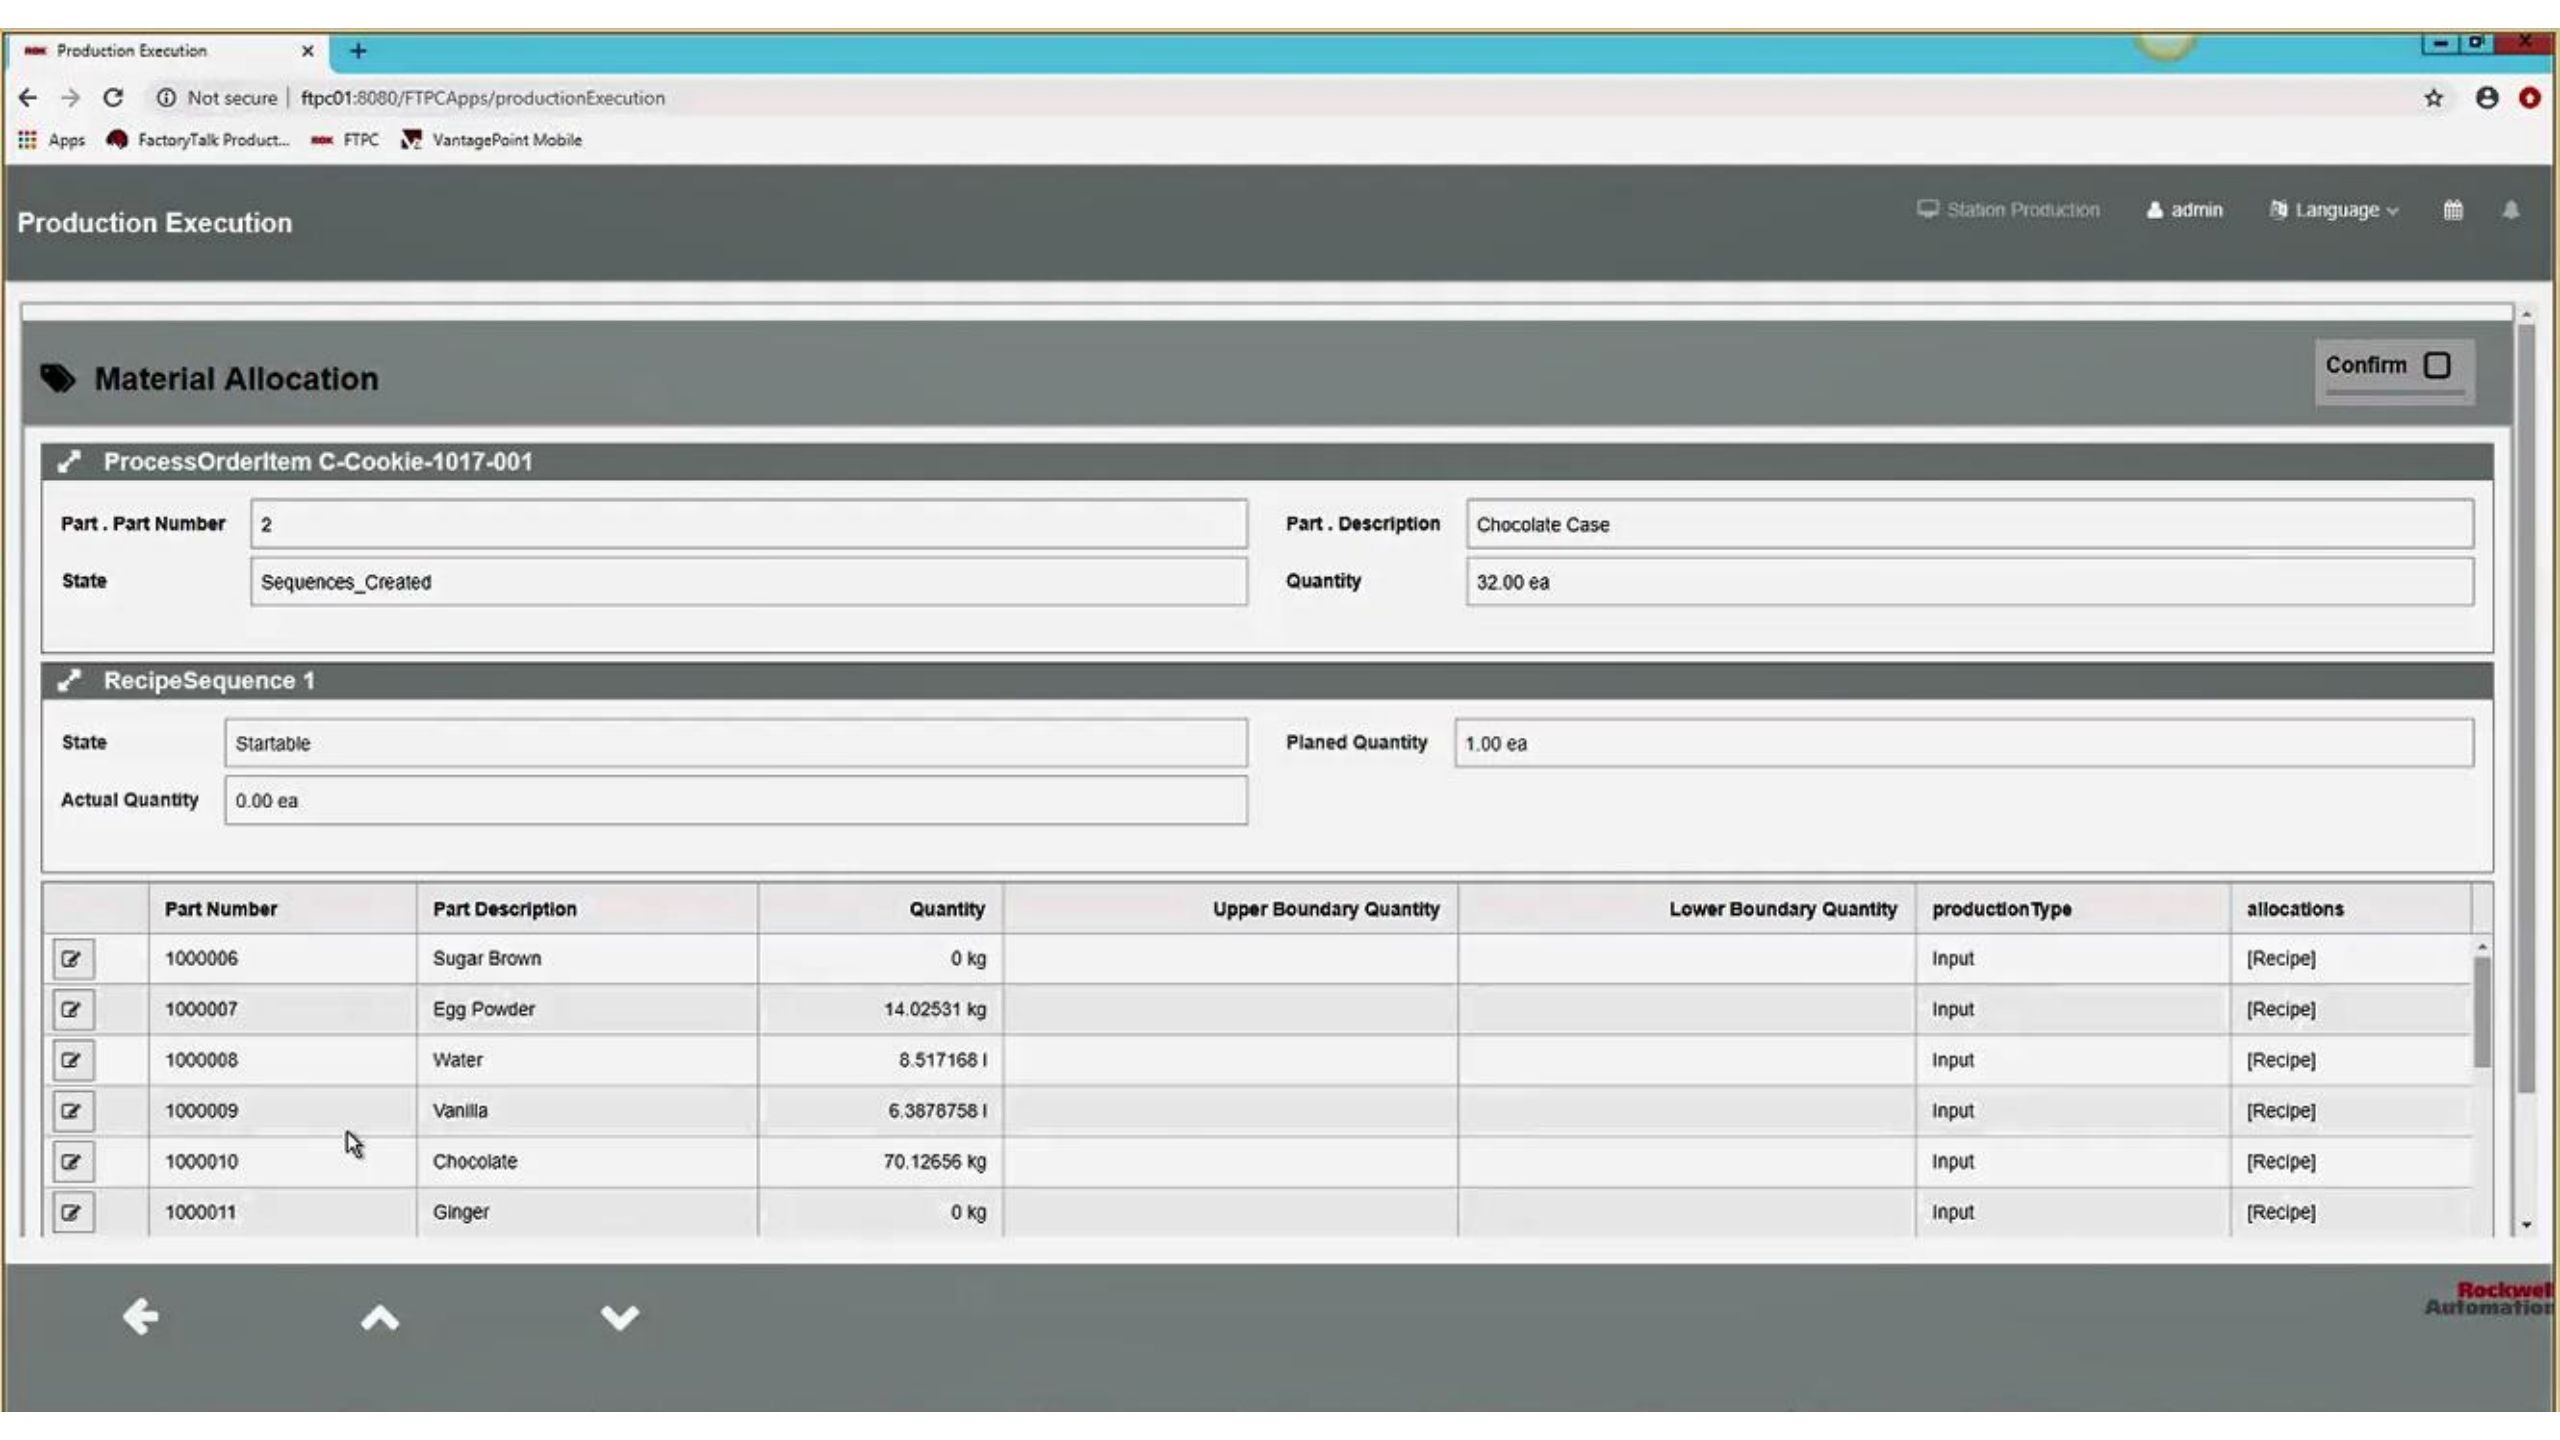 Production Execution
Not secure | ftpc01:8080/FTPCApps/productionExecution
Apps FactoryTalk Product... FTPC VantagePoint Mobile
Production Execution Station Production admin Language
Material Allocation Confirm
ProcessOrderItem C-Cookie-1017-001
Part . Part Number 2 Part . Description Chocolate Case
State Sequences_Created Quantity 32.00 ea
RecipeSequence 1
State Startable Planed Quantity 1.00 ea
Actual Quantity 0.00 ea
Part Number Part Description Quantity Upper Boundary Quantity Lower Boundary Quantity productionType allocations
1000006 Sugar Brown 0 kg Input [Recipe]
1000007 Egg Powder 14.02531 kg Input [Recipe]
1000008 Water 8.517168 l Input [Recipe]
1000009 Vanilla 6.3878758 l Input [Recipe]
1000010 Chocolate 70.12656 kg Input [Recipe]
1000011 Ginger 0 kg Input [Recipe]
Rockwell
Automation